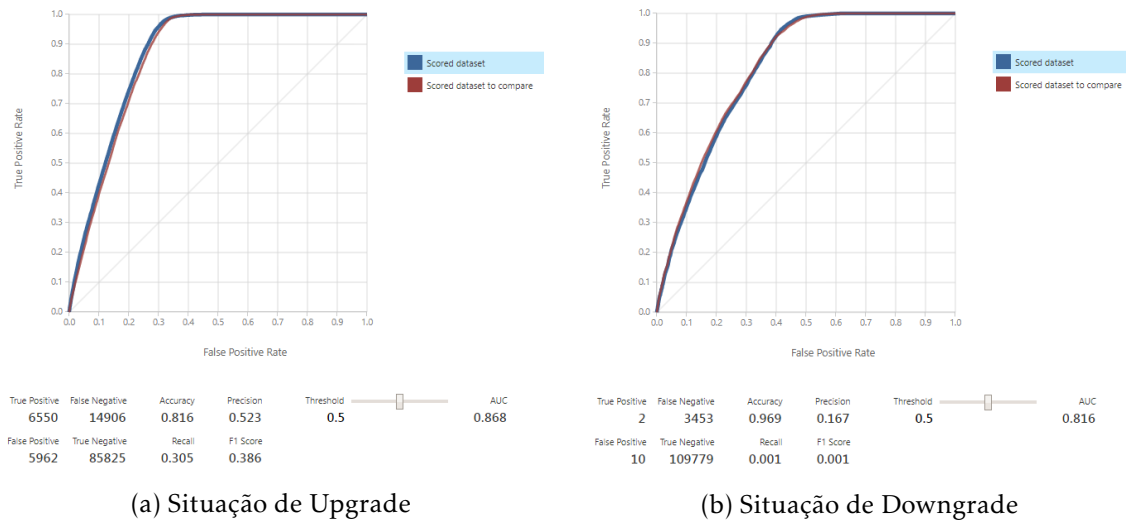 1.0
0.9
0.8
0.7
0.6
0.5
0.4
0.3
0.2
0.1
0.0
True Positive Rate
0.0 0.1 0.2 0.3 0.4 0.5 0.6 0.7 0.8 0.9 1.0
False Positive Rate
Scored dataset
Scored dataset to compare
True Positive False Negative Accuracy Precision Threshold AUC
6550 14906 0.816 0.523 0.5 0.868
False Positive True Negative Recall F1 Score
5962 85825 0.305 0.386
(a) Situação de Upgrade
1.0
0.9
0.8
0.7
0.6
0.5
0.4
0.3
0.2
0.1
0.0
True Positive Rate
0.0 0.1 0.2 0.3 0.4 0.5 0.6 0.7 0.8 0.9 1.0
False Positive Rate
Scored dataset
Scored dataset to compare
True Positive False Negative Accuracy Precision Threshold AUC
2 3453 0.969 0.167 0.5 0.816
False Positive True Negative Recall F1 Score
10 109779 0.001 0.001
(b) Situação de Downgrade